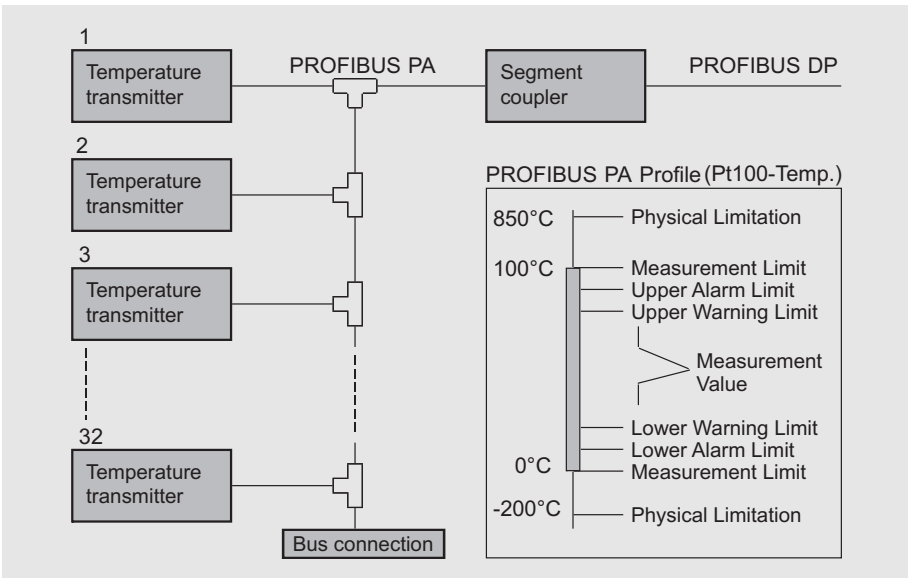 1
Temperature
transmitter
PROFIBUS PA
Segment
coupler
PROFIBUS DP
2
Temperature
transmitter
3
Temperature
transmitter
32
Temperature
transmitter
Bus connection
PROFIBUS PA Profile (Pt100-Temp.)
850°C
Physical Limitation
100°C
Measurement Limit
Upper Alarm Limit
Upper Warning Limit
Measurement
Value
Lower Warning Limit
Lower Alarm Limit
0°C
Measurement Limit
-200°C
Physical Limitation